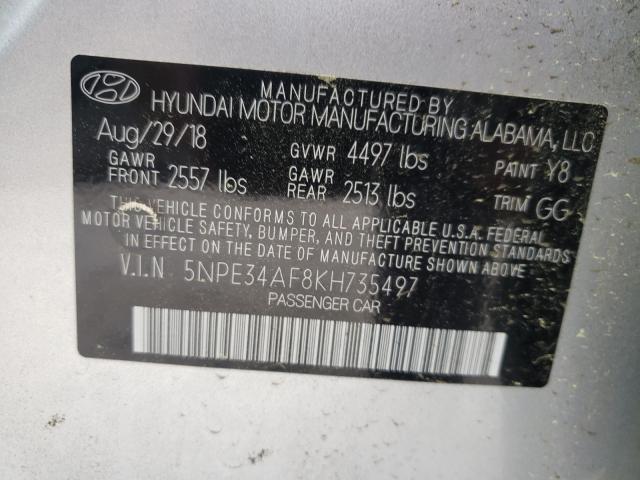 MANUFACTURED BY
HYUNDAI MOTOR MANUFACTURING ALABAMA, LLC
Aug/29/18 GVWR 4497 lbs PAINT Y8
GAWR FRONT 2557 lbs GAWR REAR 2513 lbs TRIM GG
THIS VEHICLE CONFORMS TO ALL APPLICABLE U.S.A. FEDERAL
MOTOR VEHICLE SAFETY, BUMPER, AND THEFT PREVENTION STANDARDS
IN EFFECT ON THE DATE OF MANUFACTURE SHOWN ABOVE.
V.I.N 5NPE34AF8KH735497
PASSENGER CAR